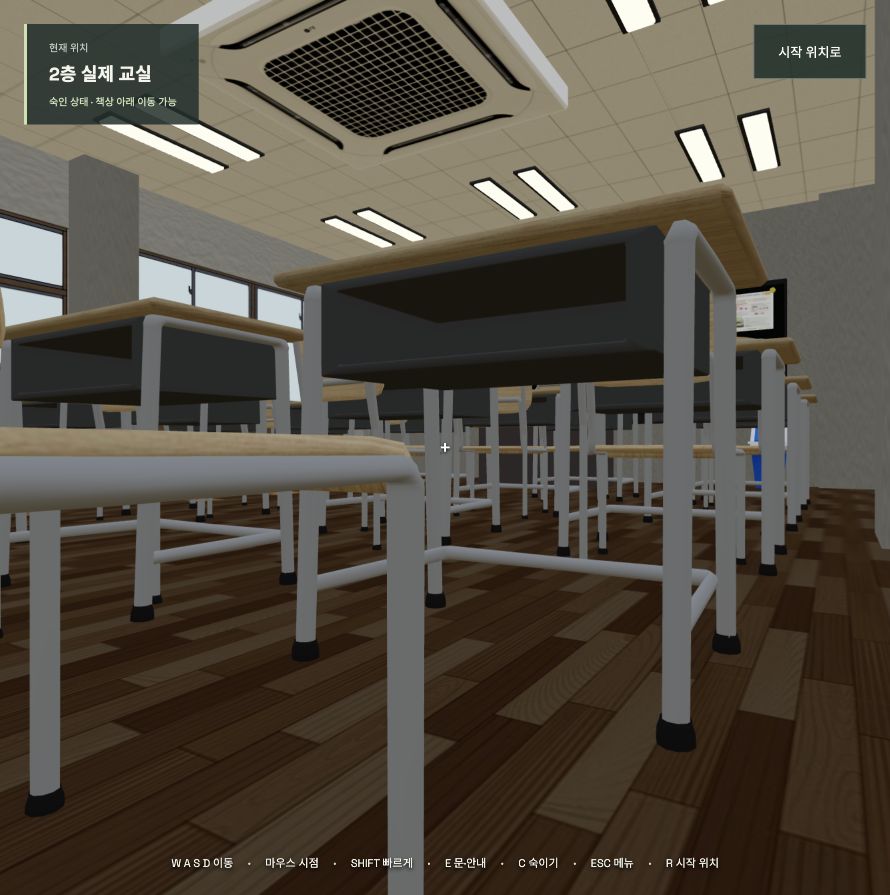 현재 위치
2층 실제 교실
숙인 상태 · 책상 아래 이동 가능
시작 위치로
W A S D 이동 · 마우스 시점 · SHIFT 빠르게 · E 문·안내 · C 숙이기 · ESC 메뉴 · R 시작 위치